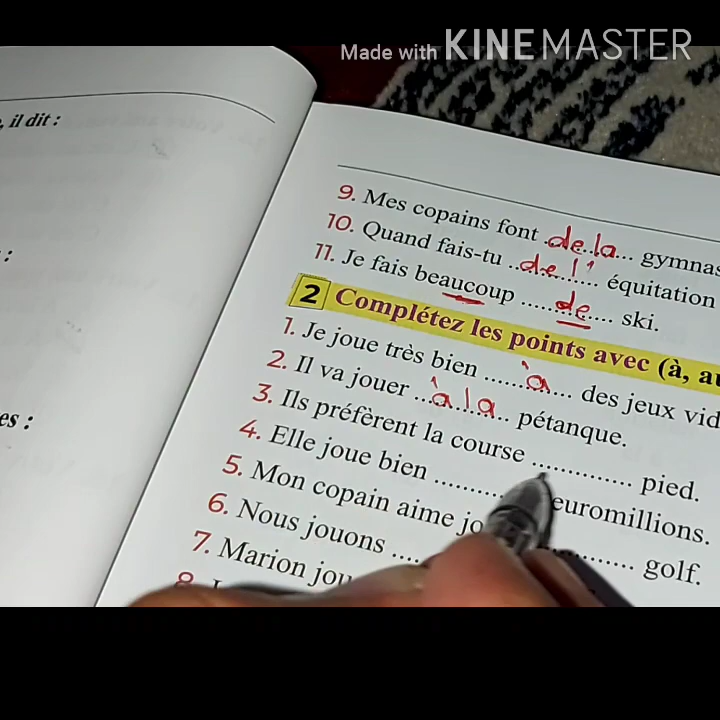 Made with KINEMASTER
, il dit :
:
es :
9. Mes copains font ...de la... gymnas
10. Quand fais-tu ...de l'... équitation
11. Je fais beaucoup ...de... ski.
2 Complétez les points avec (à, au
1. Je joue très bien ...à... des jeux vid
2. Il va jouer ...à la... pétanque.
3. Ils préfèrent la course ............... pied.
4. Elle joue bien .......... euromillions.
5. Mon copain aime jo .......... golf.
6. Nous jouons ....
7. Marion jou
8. J